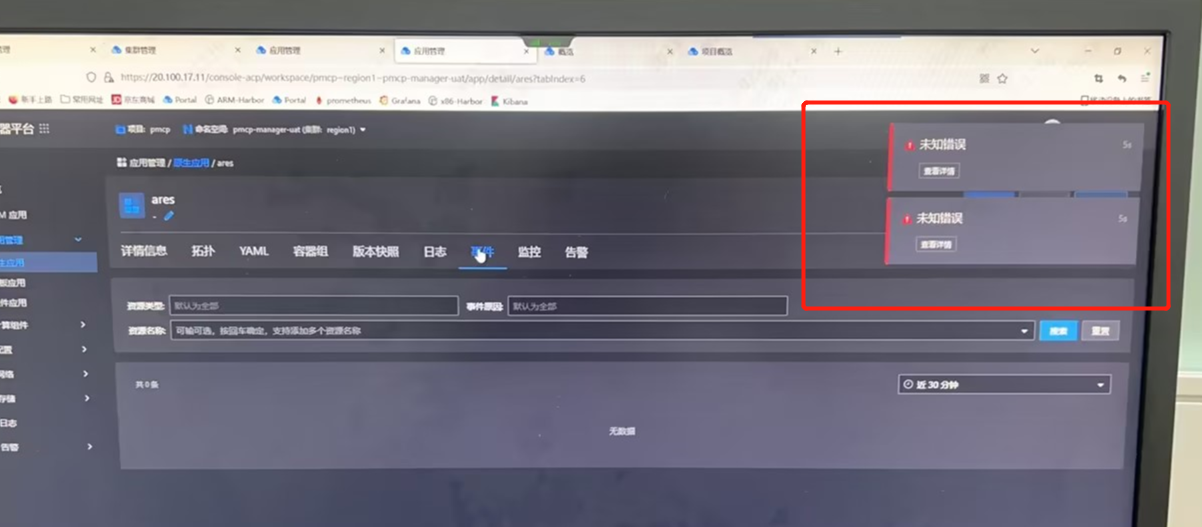 管理
集群管理
应用管理
应用管理
概览
项目概览
https://20.100.17.11/console-acp/workspace/pmcp~region1~pmcp-manager-uat/app/detail/ares?tabIndex=6
新手上路
常用网址
JD 京东商城
Portal
ARM-Harbor
Portal
prometheus
Grafana
x86-Harbor
Kibana
器平台
项目: pmcp
命名空间: pmcp-manager-uat (集群: region1)
应用管理 / 原生应用 / ares
ares
-
详情信息
拓扑
YAML
容器组
版本快照
日志
事件
监控
告警
未知错误
5s
查看详情
未知错误
5s
查看详情
M 应用
用管理
生应用
板应用
件应用
算组件
配置
网络
存储
日志
告警
资源类型:
默认为全部
事件原因:
默认为全部
资源名称:
可输可选，按回车确定，支持添加多个资源名称
搜索
重置
共 0 条
近 30 分钟
无数据